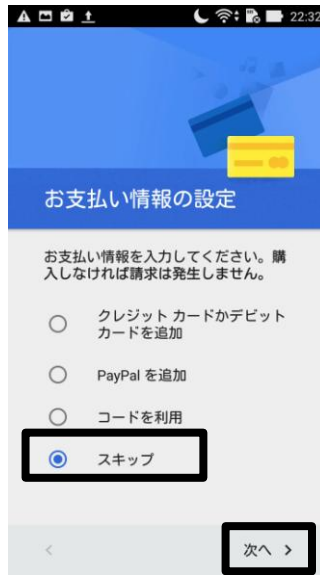 22:32
お支払い情報の設定
お支払い情報を入力してください。購
入しなければ請求は発生しません。
クレジット カードかデビット
カードを追加
PayPal を追加
コードを利用
スキップ
次へ